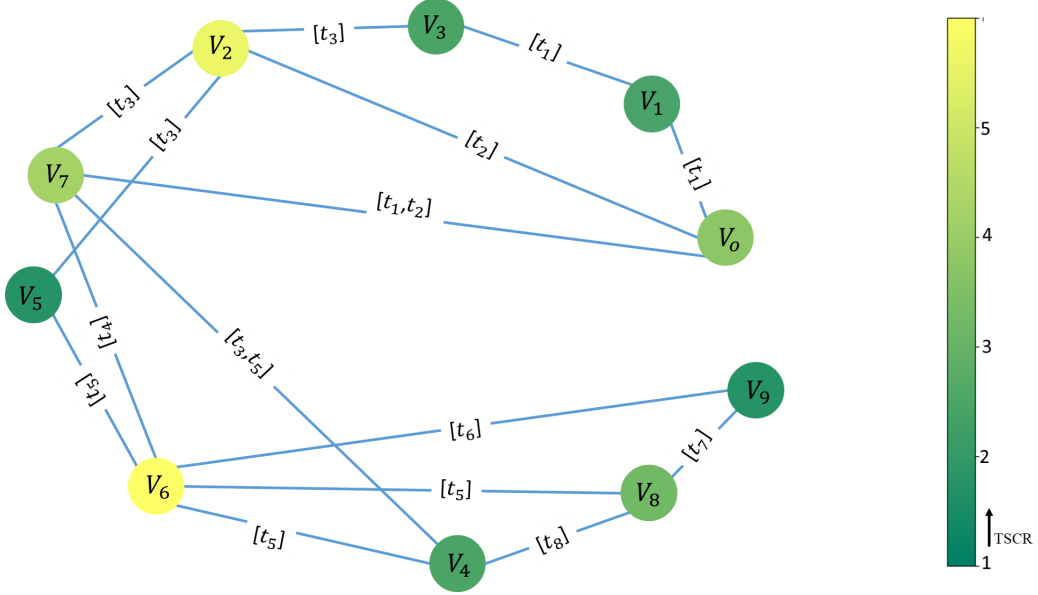 V2
[t3]
V3
[t1]
V1
[t3]
[t3]
[t2]
[t1]
V7
[t1,t2]
Vo
V5
[t4]
[t3,t5]
[t5]
V9
[t6]
[t7]
V6
[t5]
V8
[t5]
[t8]
V4
5
4
3
2
1
TSCR